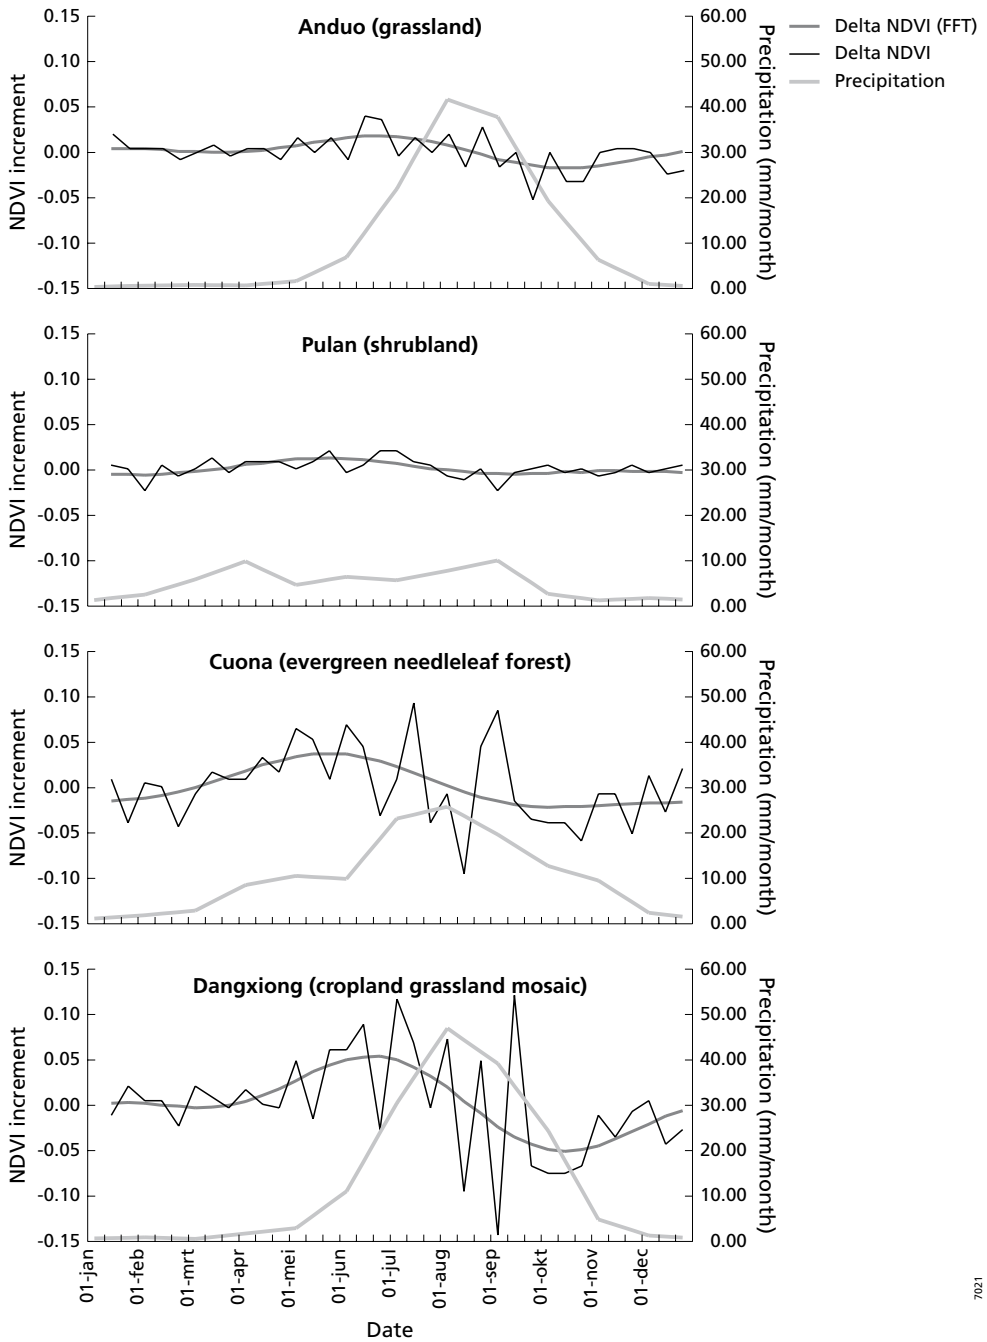 Anduo (grassland)
0.15
0.10
0.05
0.00
-0.05
-0.10
-0.15
NDVI increment
60.00
50.00
40.00
30.00
20.00
10.00
0.00
Precipitation (mm/month)
Delta NDVI (FFT)
Delta NDVI
Precipitation
Pulan (shrubland)
0.15
0.10
0.05
0.00
-0.05
-0.10
-0.15
NDVI increment
60.00
50.00
40.00
30.00
20.00
10.00
0.00
Precipitation (mm/month)
Cuona (evergreen needleleaf forest)
0.15
0.10
0.05
0.00
-0.05
-0.10
-0.15
NDVI increment
60.00
50.00
40.00
30.00
20.00
10.00
0.00
Precipitation (mm/month)
Dangxiong (cropland grassland mosaic)
0.15
0.10
0.05
0.00
-0.05
-0.10
-0.15
NDVI increment
60.00
50.00
40.00
30.00
20.00
10.00
0.00
Precipitation (mm/month)
01-jan
01-feb
01-mrt
01-apr
01-mei
01-jun
01-jul
01-aug
01-sep
01-okt
01-nov
01-dec
Date
7021